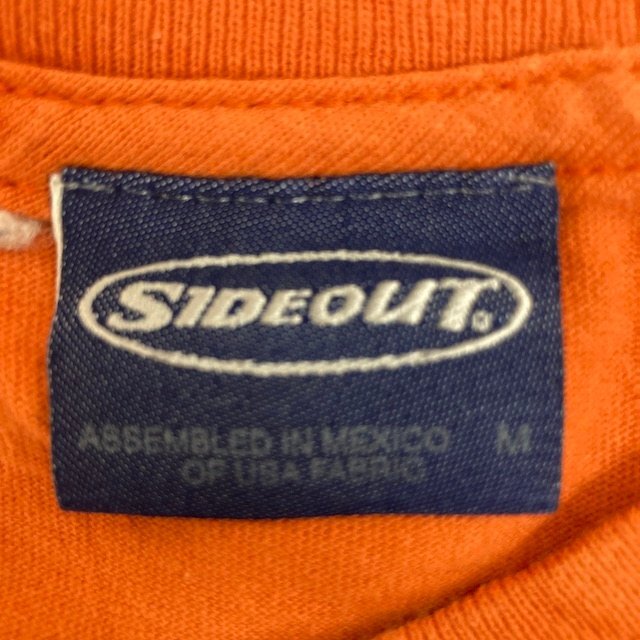 SIDEOUT®
ASSEMBLED IN MEXICO M
OF USA FABRIC